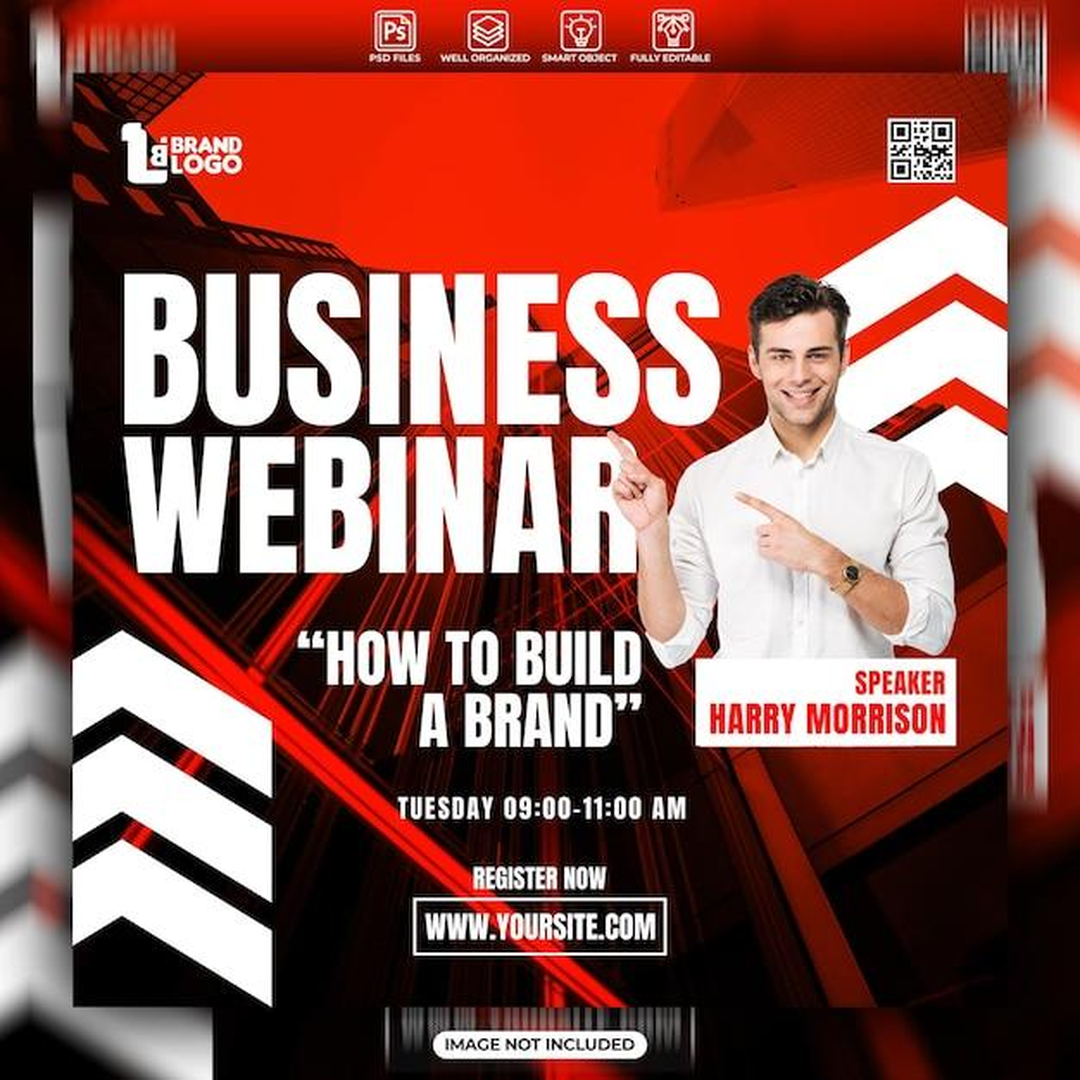 Ps
PSD FILES
WELL ORGANIZED
SMART OBJECT
FULLY EDITABLE
BRAND
LOGO
BUSINESS
WEBINAR
“HOW TO BUILD
A BRAND”
SPEAKER
HARRY MORRISON
TUESDAY 09:00-11:00 AM
REGISTER NOW
WWW.YOURSITE.COM
IMAGE NOT INCLUDED